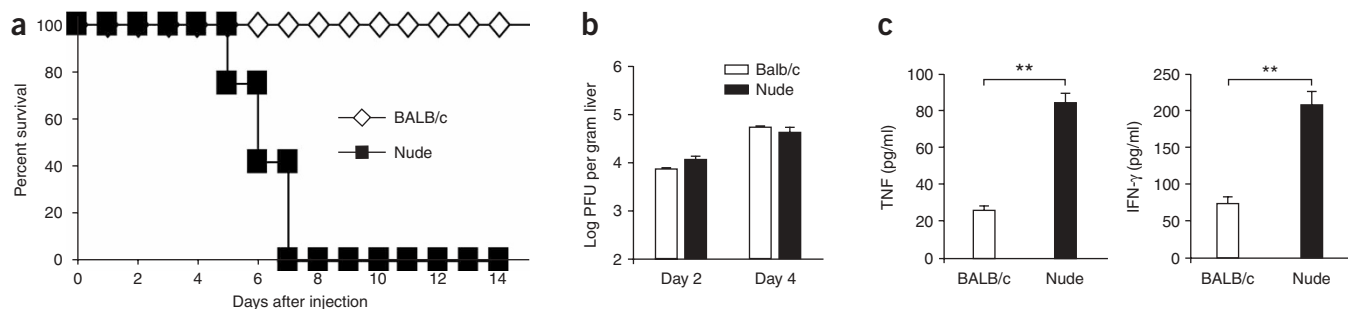 a
Percent survival
100
80
60
40
20
0
BALB/c
Nude
0 2 4 6 8 10 12 14
Days after injection
b
Log PFU per gram liver
6
5
4
3
2
Balb/c
Nude
Day 2 Day 4
c
TNF (pg/ml)
100
80
60
40
20
0
**
BALB/c Nude
IFN-γ (pg/ml)
250
200
150
100
50
0
**
BALB/c Nude